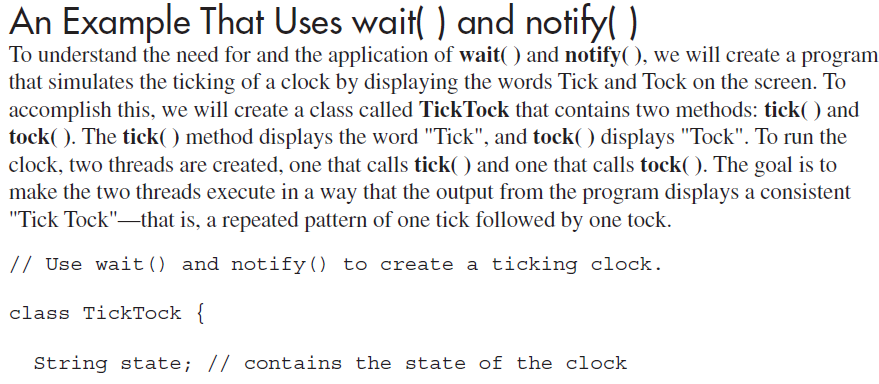 An Example That Uses wait( ) and notify( )
To understand the need for and the application of wait( ) and notify( ), we will create a program
that simulates the ticking of a clock by displaying the words Tick and Tock on the screen. To
accomplish this, we will create a class called TickTock that contains two methods: tick( ) and
tock( ). The tick( ) method displays the word "Tick", and tock( ) displays "Tock". To run the
clock, two threads are created, one that calls tick( ) and one that calls tock( ). The goal is to
make the two threads execute in a way that the output from the program displays a consistent
"Tick Tock"—that is, a repeated pattern of one tick followed by one tock.
// Use wait() and notify() to create a ticking clock.
class TickTock {
String state; // contains the state of the clock